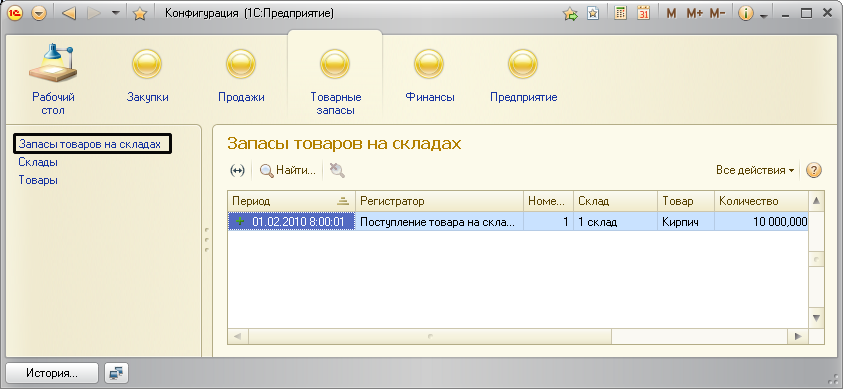 Конфигурация (1С:Предприятие)
M M+ M-
Рабочий
стол
Закупки
Продажи
Товарные
запасы
Финансы
Предприятие
Запасы товаров на складах
Склады
Товары
Запасы товаров на складах
Найти...
Все действия
Период Регистратор Номе... Склад Товар Количество
01.02.2010 8:00:01 Поступление товара на скла... 1 1 склад Кирпич 10 000,000
История...